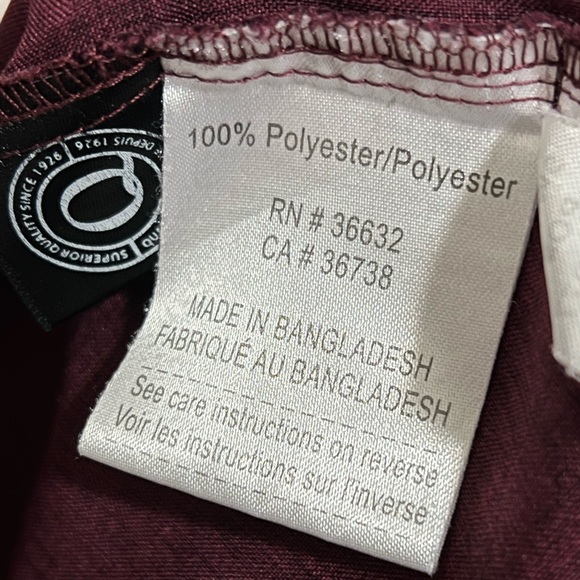 100% Polyester/Polyester
RN # 36632
CA # 36738
MADE IN BANGLADESH
FABRIQUÉ AU BANGLADESH
See care instructions on reverse
Voir les instructions sur l'inverse
SUPERIOR QUALITY SINCE 1926
DEPUIS 1926